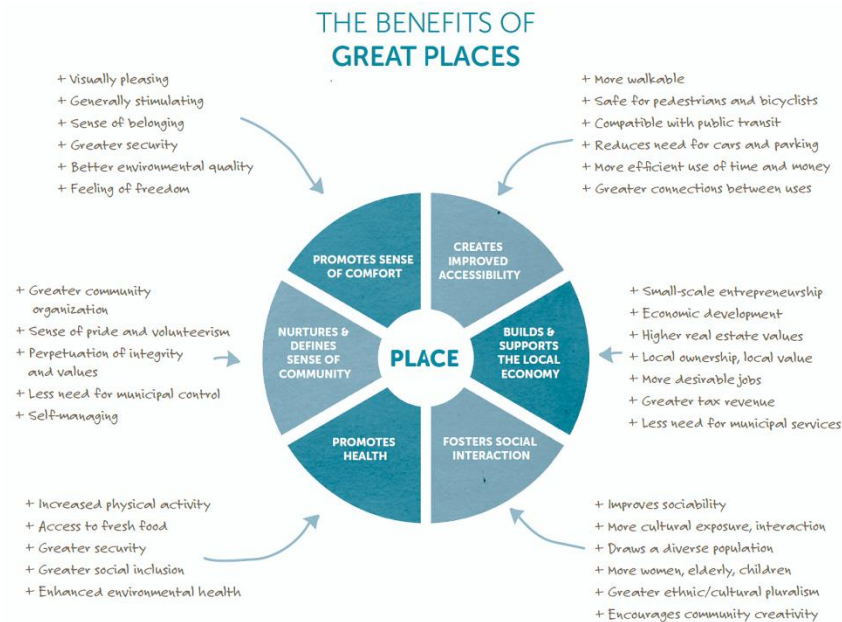 THE BENEFITS OF
GREAT PLACES
+ Visually pleasing
+ Generally stimulating
+ Sense of belonging
+ Greater security
+ Better environmental quality
+ Feeling of freedom
+ More walkable
+ Safe for pedestrians and bicyclists
+ Compatible with public transit
+ Reduces need for cars and parking
+ More efficient use of time and money
+ Greater connections between uses
PROMOTES SENSE
OF COMFORT
CREATES
IMPROVED
ACCESSIBILITY
+ Greater community
organization
+ Sense of pride and volunteerism
+ Perpetuation of integrity
and values
+ Less need for municipal control
+ Self-managing
NURTURES &
DEFINES
SENSE OF
COMMUNITY
PLACE
BUILDS &
SUPPORTS
THE LOCAL
ECONOMY
+ Small-scale entrepreneurship
+ Economic development
+ Higher real estate values
+ Local ownership, local value
+ More desirable jobs
+ Greater tax revenue
+ Less need for municipal services
PROMOTES
HEALTH
FOSTERS SOCIAL
INTERACTION
+ Increased physical activity
+ Access to fresh food
+ Greater security
+ Greater social inclusion
+ Enhanced environmental health
+ Improves sociability
+ More cultural exposure, interaction
+ Draws a diverse population
+ More women, elderly, children
+ Greater ethnic/cultural pluralism
+ Encourages community creativity